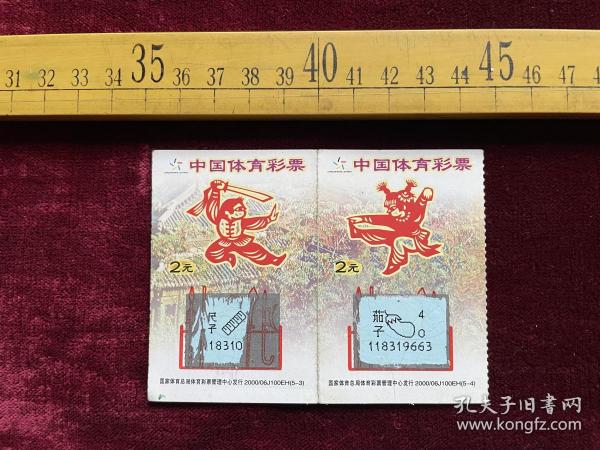 31 32 33 34 35 36 37 38 39 40 41 42 43 44 45 46 47
中国体育彩票
2元
尺子
118310
国家体育总局体育彩票管理中心发行 2000/06J100EH(5-3)
中国体育彩票
2元
茄子
4
0
118319663
国家体育总局体育彩票管理中心发行 2000/06J100EH(5-4)
孔夫子旧书网
www.kongfz.com